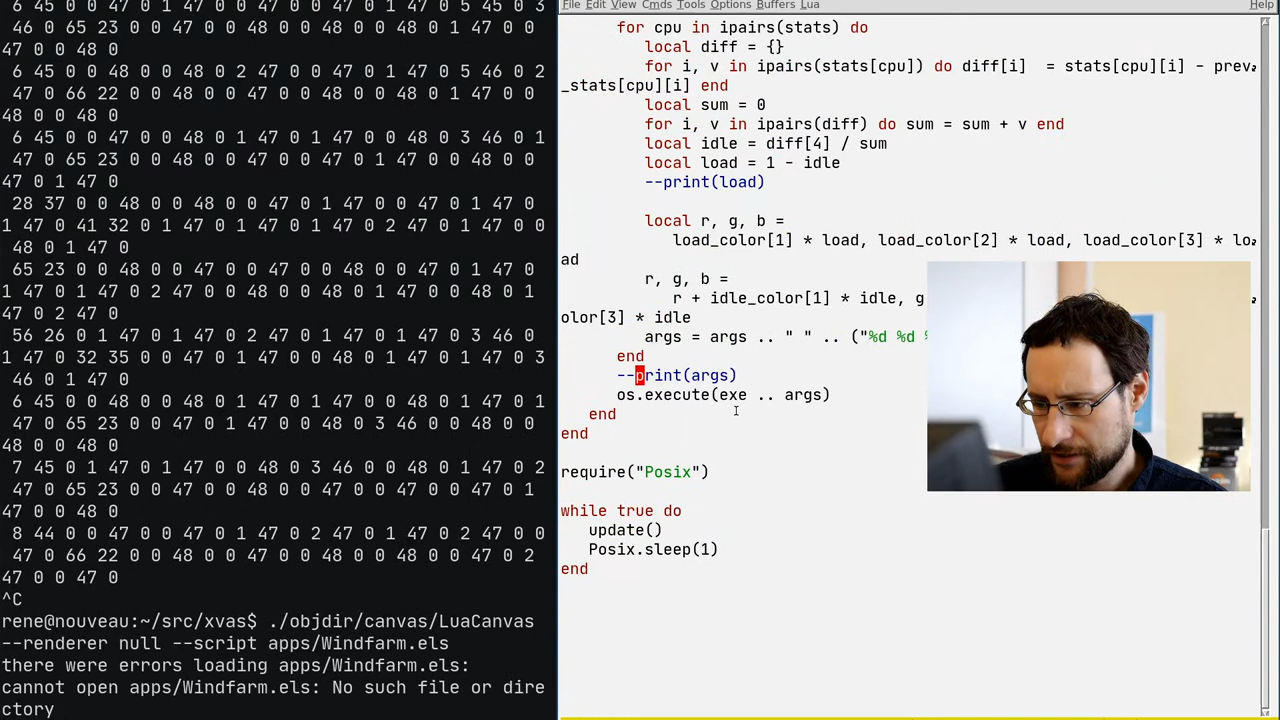 6 45 0 0 47 0 1 47 0 0 47 0 0 47 0 1 47 0 5 45 0 3
46 0 65 23 0 0 48 0 0 47 0 0 48 0 0 48 0 1 47 0 0
47 0 0 48 0
6 45 0 0 48 0 0 48 0 2 47 0 0 47 0 1 47 0 5 46 0 2
47 0 66 22 0 0 48 0 0 47 0 0 48 0 0 48 0 1 47 0 0
48 0 0 48 0
6 45 0 0 47 0 0 48 0 1 47 0 1 47 0 0 48 0 3 46 0 1
47 0 65 23 0 0 48 0 0 47 0 0 47 0 1 47 0 0 48 0 0
47 0 1 47 0
28 37 0 0 48 0 0 48 0 0 47 0 1 47 0 0 47 0 1 47 0
1 47 0 41 32 0 1 47 0 1 47 0 1 47 0 2 47 0 1 47 0 0
48 0 1 47 0
65 23 0 0 48 0 0 47 0 0 47 0 0 48 0 0 47 0 1 47 0
1 47 0 1 47 0 2 47 0 0 48 0 0 48 0 1 47 0 0 48 0 1
47 0 2 47 0
56 26 0 1 47 0 1 47 0 2 47 0 1 47 0 1 47 0 3 46 0
1 47 0 32 35 0 0 47 0 1 47 0 0 48 0 1 47 0 1 47 0 3
46 0 1 47 0
6 45 0 1 47 0 0 48 0 1 47 0 1 47 0 0 47 0 1 47 0 1
47 0 65 23 0 0 48 0 0 47 0 1 47 0 0 48 0 3 46 0 0
48 0 0 48 0
7 45 0 1 47 0 1 47 0 0 48 0 3 46 0 0 48 0 1 47 0 2
47 0 65 23 0 0 48 0 0 48 0 0 47 0 0 47 0 0 47 0 1
47 0 0 48 0
8 44 0 0 47 0 0 47 0 1 47 0 2 47 0 1 47 0 2 47 0 0
47 0 66 22 0 0 48 0 0 47 0 0 48 0 0 48 0 0 47 0 2
47 0 0 47 0
^C
rene@nouveau:~/src/xvas$ ./objdir/canvas/LuaCanvas
--renderer null --script apps/Windfarm.els
there were errors loading apps/Windfarm.els:
cannot open apps/Windfarm.els: No such file or dire
ctory
File Edit View Cmds Tools Options Buffers Lua Help
for cpu in ipairs(stats) do
local diff = {}
for i, v in ipairs(stats[cpu]) do diff[i]  = stats[cpu][i] - prev
_stats[cpu][i] end
local sum = 0
for i, v in ipairs(diff) do sum = sum + v end
local idle = diff[4] / sum
local load = 1 - idle
--print(load)
local r, g, b =
load_color[1] * load, load_color[2] * load, load_color[3] * lo
ad
r, g, b =
r + idle_color[1] * idle, g
olor[3] * idle
args = args .. " " .. ("%d %d
end
--print(args)
os.execute(exe .. args)
end
end
require("Posix")
while true do
update()
Posix.sleep(1)
end